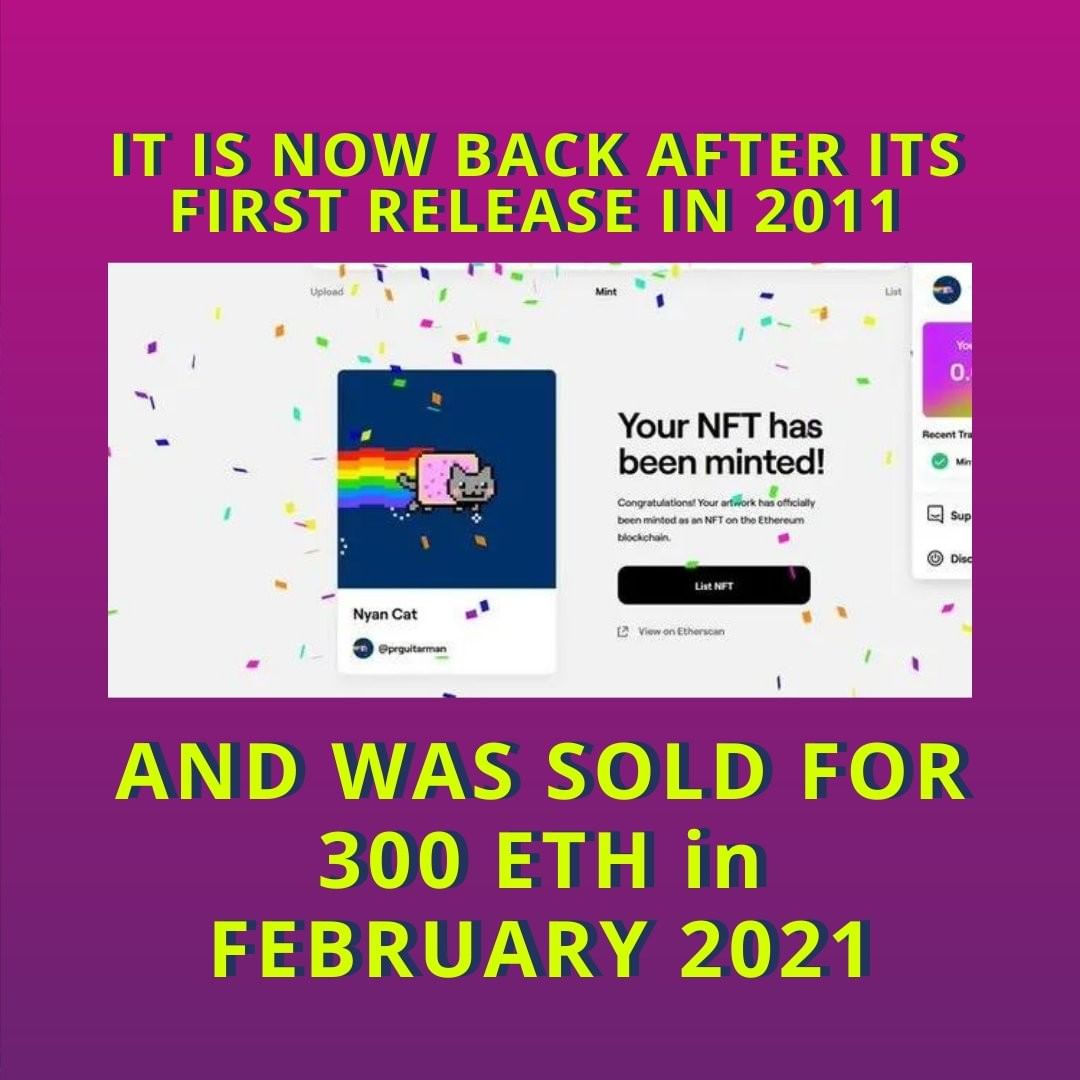 IT IS NOW BACK AFTER ITS
FIRST RELEASE IN 2011
Upload
Mint
List
You
0.
Your NFT has
been minted!
Recent Tra
Min
Congratulations! Your artwork has officially
been minted as an NFT on the Ethereum
blockchain.
Sup
Disc
List NFT
Nyan Cat
View on Etherscan
@prguitarman
AND WAS SOLD FOR
300 ETH in
FEBRUARY 2021